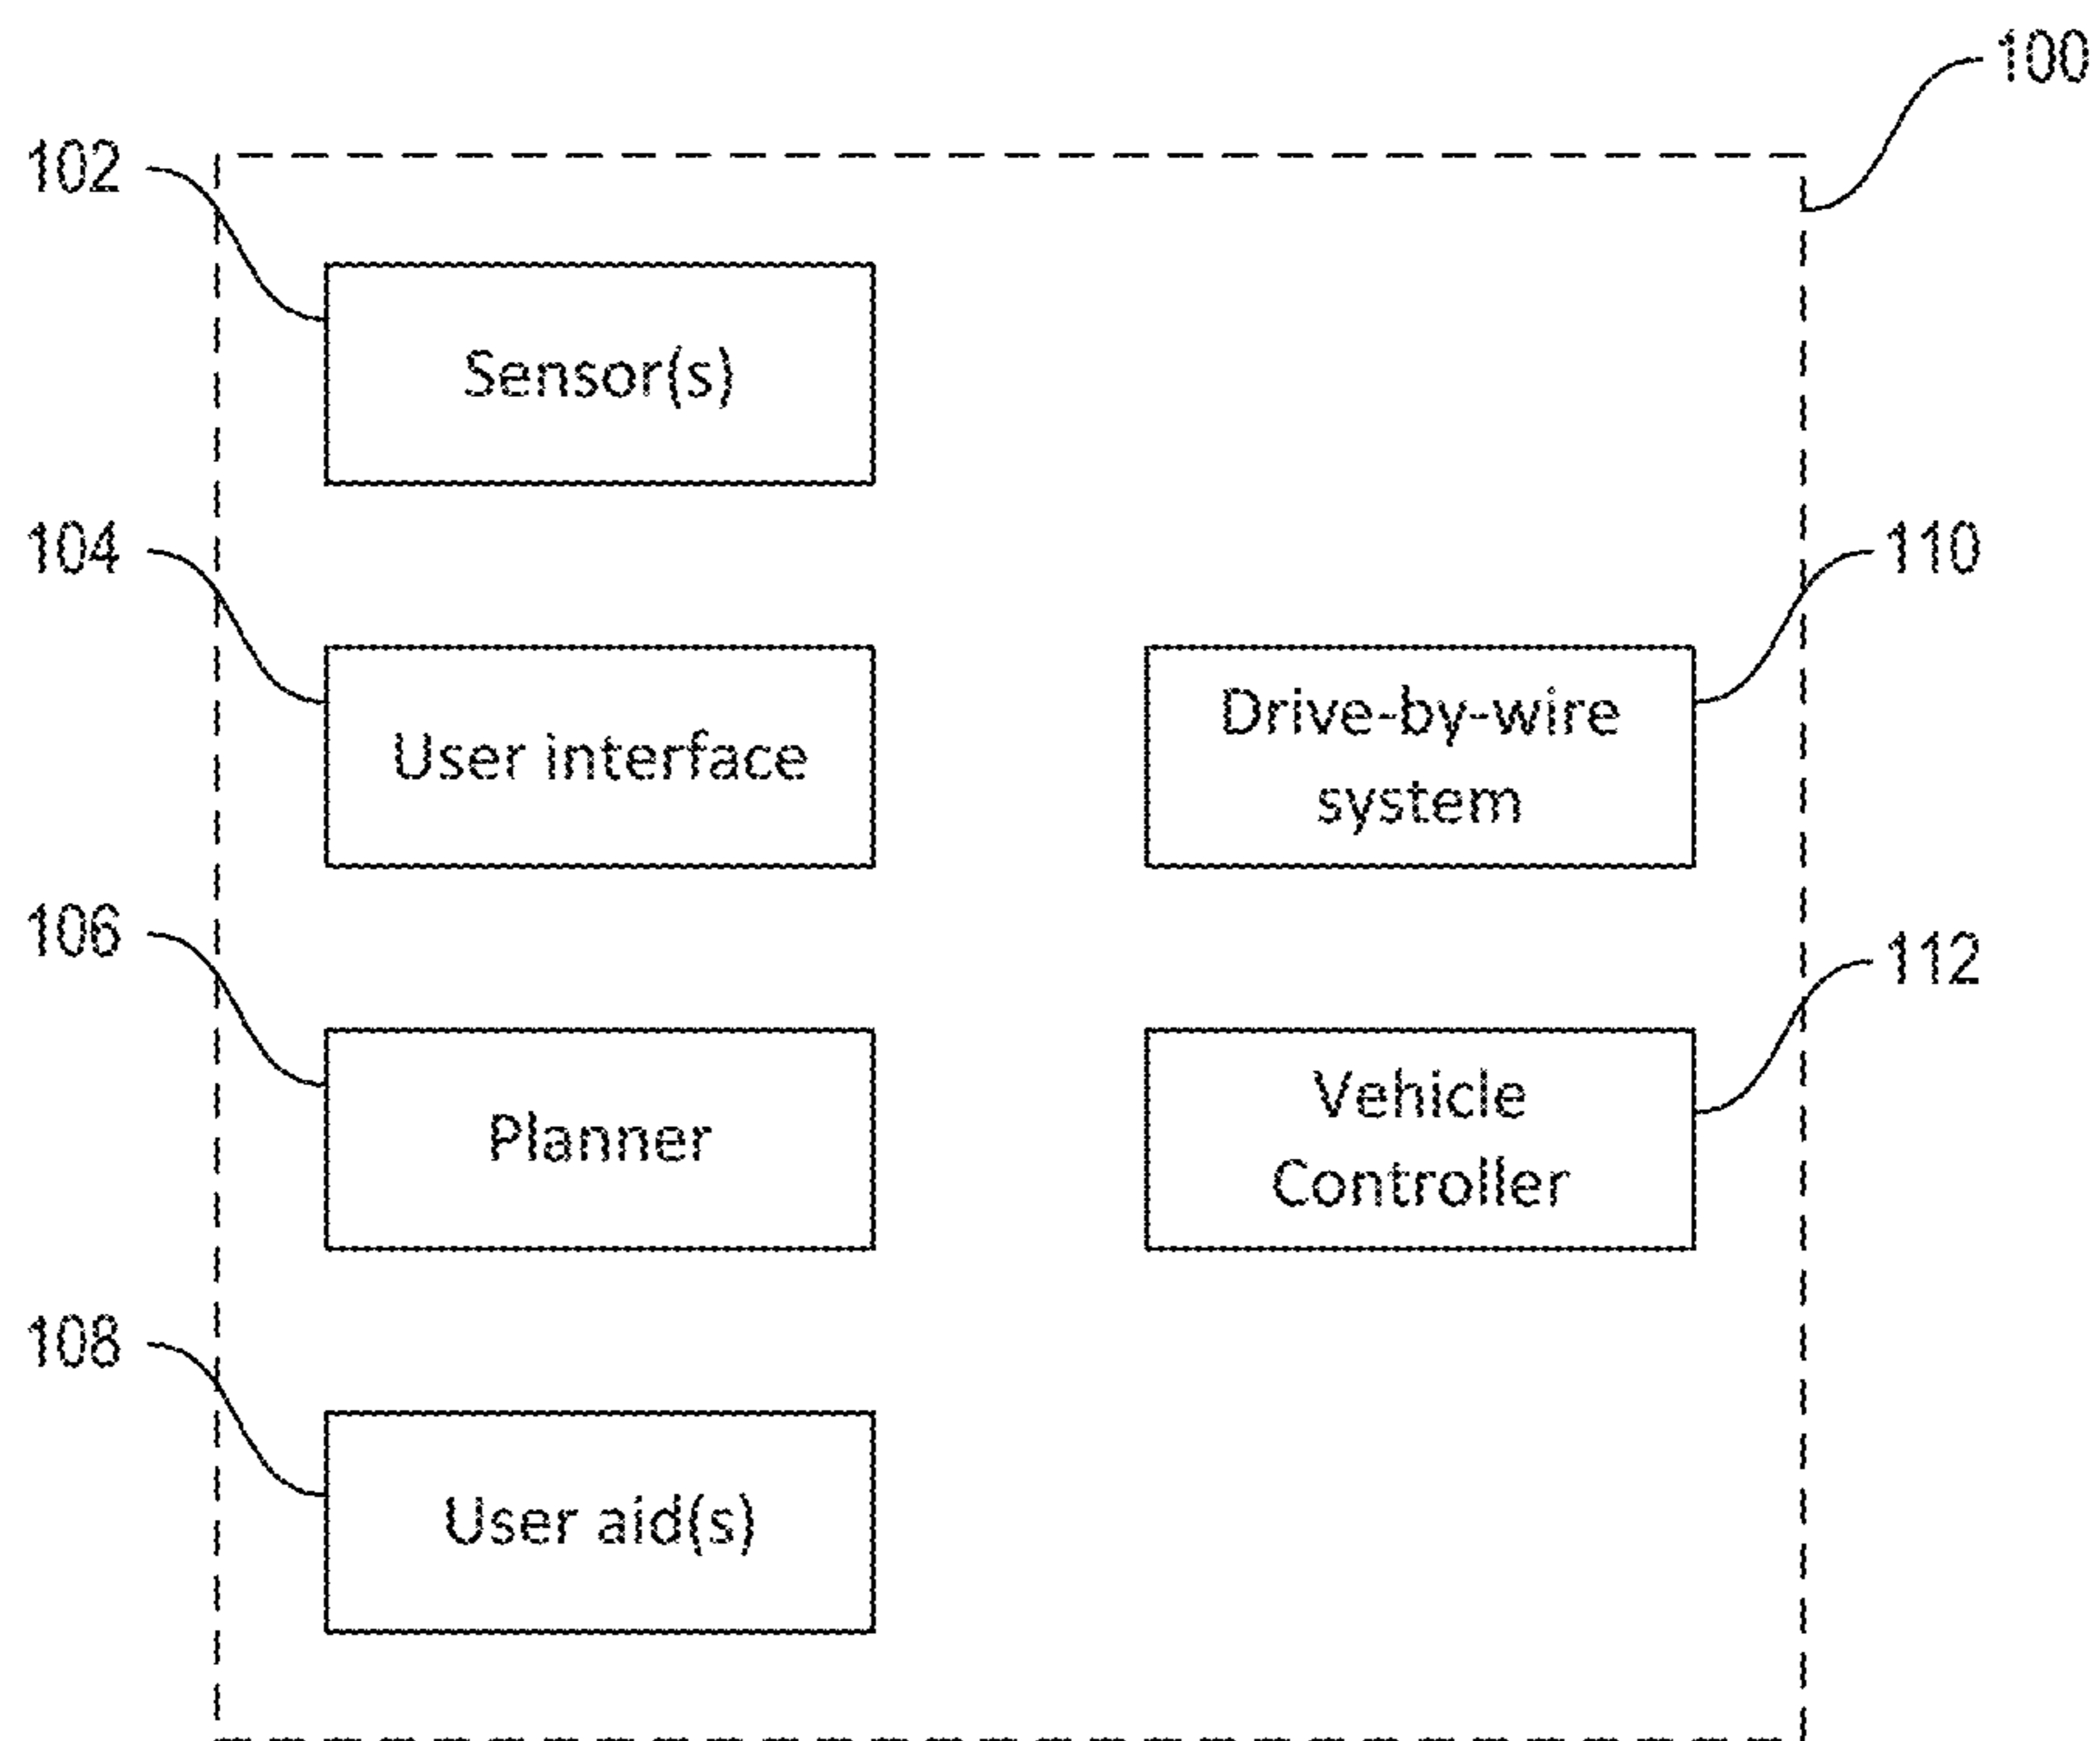 100
102
Sensor(s)
104
110
User interface
Drive-by-wire
system
106
112
Planner
Vehicle
Controller
108
User aid(s)